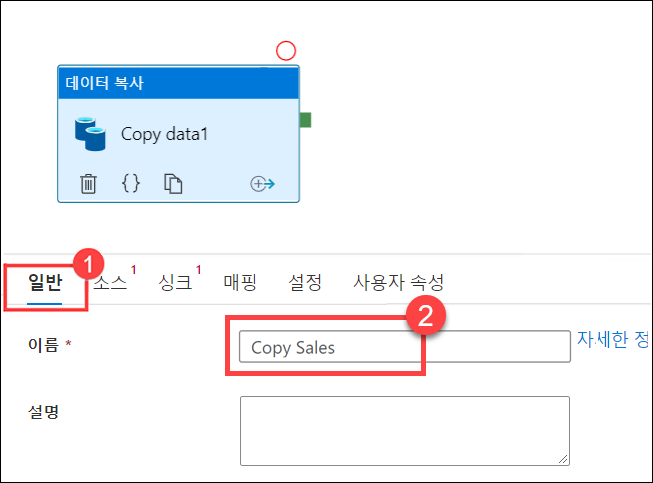 데이터 복사
Copy data1
1
일반 소스 1 싱크 1 매핑 설정 사용자 속성
2
이름 * Copy Sales 자세한 정
설명